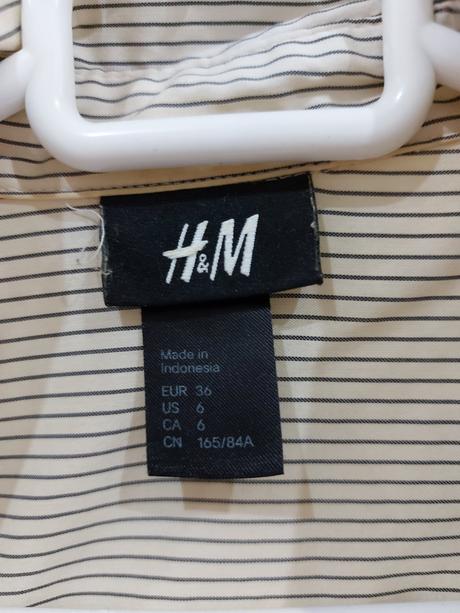 H&M
Made in
Indonesia
EUR 36
US 6
CA 6
CN 165/84A